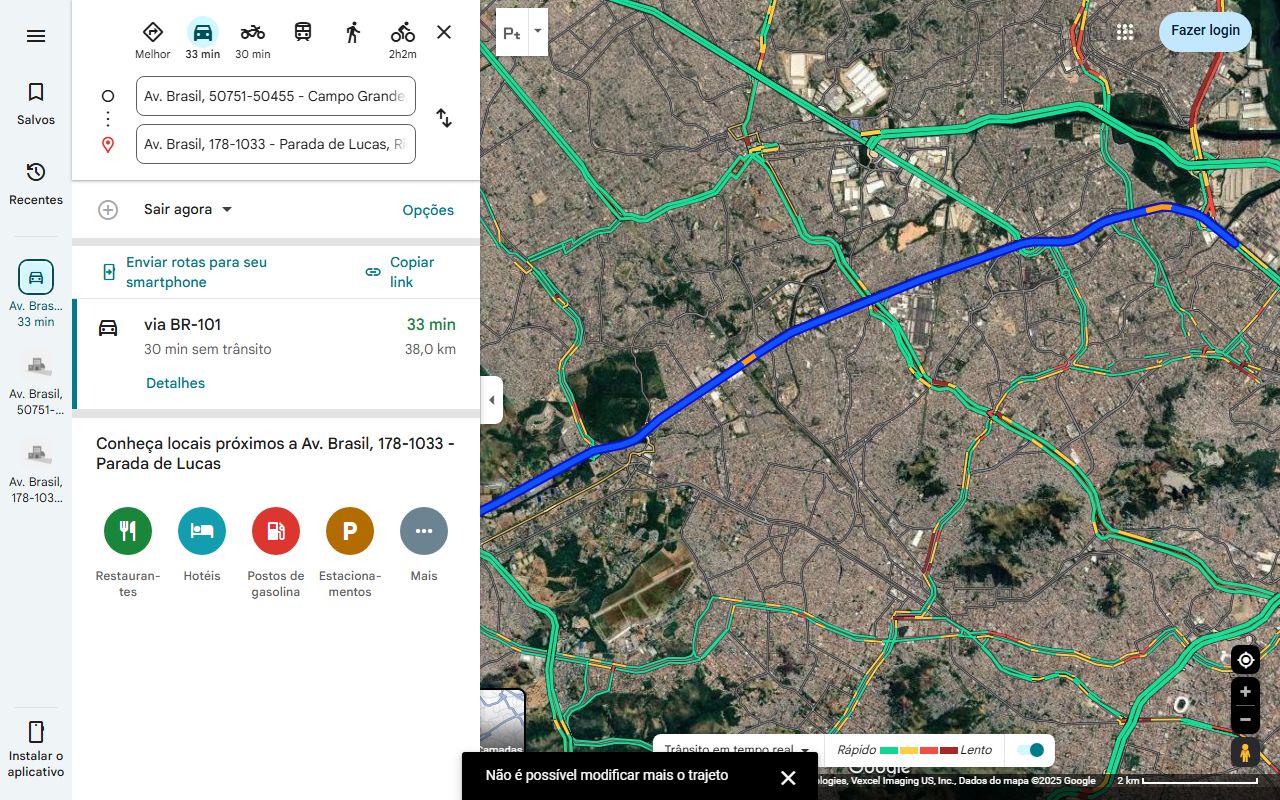 Melhor
33 min
30 min
2h2m
Fazer login
Av. Brasil, 50751-50455 - Campo Grande
Av. Brasil, 178-1033 - Parada de Lucas, Ri
Salvos
Recentes
Sair agora
Opções
Enviar rotas para seu
smartphone
Copiar
link
Av. Bras...
33 min
via BR-101
33 min
30 min sem trânsito
38,0 km
Detalhes
Av. Brasil,
50751-...
Av. Brasil,
178-103...
Conheça locais próximos a Av. Brasil, 178-1033 -
Parada de Lucas
P
Restauran-
tes
Hotéis
Postos de
gasolina
Estaciona-
mentos
Mais
Instalar o
aplicativo
Camadas
Trânsito em tempo real
Rápido
Lento
Google
Não é possível modificar mais o trajeto
ologies, Vexcel Imaging US, Inc., Dados do mapa ©2025 Google
2 km